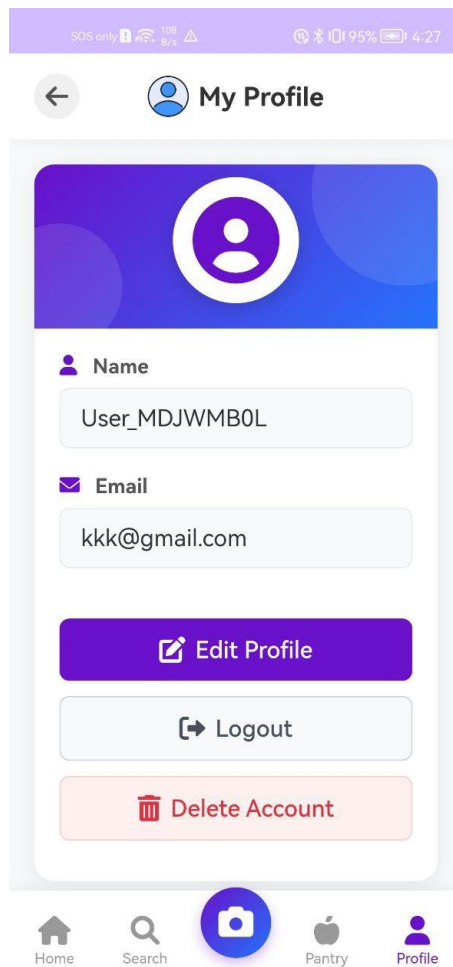 SOS only 108 B/s 95% 4:27
My Profile
Name
User_MDJWMB0L
Email
kkk@gmail.com
Edit Profile
Logout
Delete Account
Home Search Pantry Profile